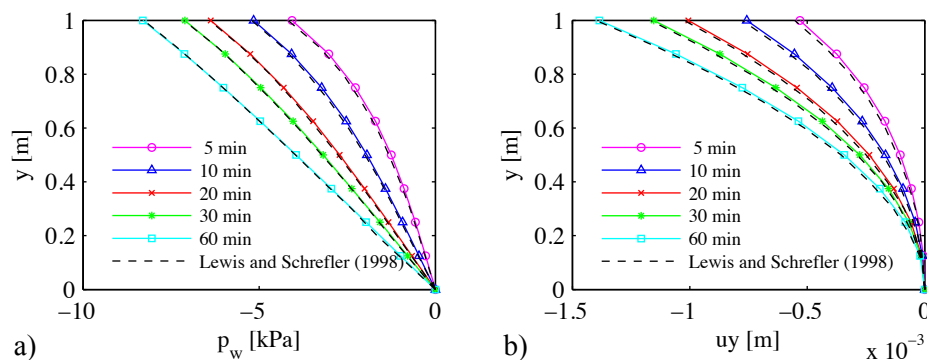 1
0.8
0.6
0.4
0.2
0
y [m]
5 min
10 min
20 min
30 min
60 min
Lewis and Schrefler (1998)
−10
−5
0
a)
p_w [kPa]
1
0.8
0.6
0.4
0.2
0
y [m]
5 min
10 min
20 min
30 min
60 min
Lewis and Schrefler (1998)
−1.5
−1
−0.5
0
b)
uy [m]
x 10⁻³